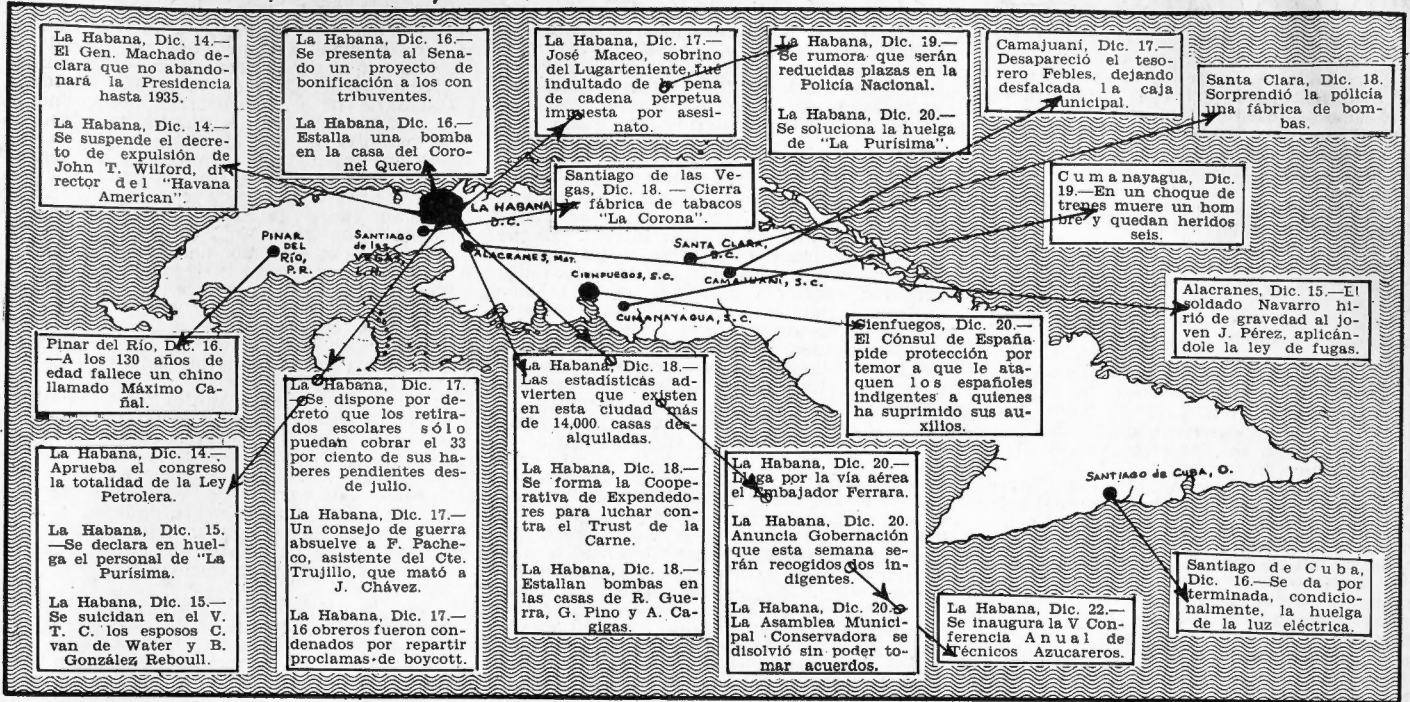 La Habana, Dic. 14.—
El Gen. Machado de-
clara que no abando-
nará la Presidencia
hasta 1935.
La Habana, Dic. 14.—
Se suspende el decre-
to de expulsión de
John T. Wilford, di-
rector del "Havana
American".
La Habana, Dic. 16.—
Se presenta al Sena-
do un proyecto de
bonificación a los con
tribuventes.
La Habana, Dic. 16.—
Estalla una bomba
en la casa del Coro-
nel Quero.
La Habana, Dic. 17.—
José Maceo, sobrino
del Lugarteniente, fué
indultado de la pena
de cadena perpetua
impuesta por asesi-
nato.
La Habana, Dic. 19.—
Se rumora que serán
reducidas plazas en la
Policía Nacional.
La Habana, Dic. 20.—
Se soluciona la huelga
de "La Purísima".
Camajuaní, Dic. 17.—
Desapareció el teso-
rero Febles, dejando
desfalcada la caja
municipal.
Santa Clara, Dic. 18.
Sorprendió la policía
una fábrica de bom-
bas.
Santiago de las Ve-
gas, Dic. 18. — Cierra
la fábrica de tabacos
"La Corona".
Cumanayagua, Dic.
19.—En un choque de
trenes muere un hom
bre y quedan heridos
seis.
LA HABANA
D.C.
SANTIAGO
de las
VEGAS,
L.H.
PINAR
DEL
RÍO,
P.R.
ALACRANES, MAT.
SANTA CLARA,
S.C.
CIENFUEGOS, S.C.
CAMAJUANÍ, S.C.
CUMANAYAGUA, S.C.
Alacranes, Dic. 15.—El
soldado Navarro hi-
rió de gravedad al jo-
ven J. Pérez, aplicán-
dole la ley de fugas.
Pinar del Río, Dic. 16.
—A los 130 años de
edad fallece un chino
llamado Máximo Ca-
ñal.
La Habana, Dic. 17.
—Se dispone por de-
creto que los retira-
dos escolares sólo
puedan cobrar el 33
por ciento de sus ha-
beres pendientes des-
de julio.
La Habana, Dic. 17.—
Un consejo de guerra
absuelve a F. Pache-
co, asistente del Cte.
Trujillo, que mató a
J. Chávez.
La Habana, Dic. 17.—
16 obreros fueron con-
denados por repartir
proclamas de boycott.
La Habana, Dic. 18.—
Las estadísticas ad-
vierten que existen
en esta ciudad más
de 14,000 casas des-
alquiladas.
La Habana, Dic. 18.—
Se forma la Coope-
rativa de Expendedo-
res para luchar con-
tra el Trust de la
Carne.
La Habana, Dic. 18.—
Estallan bombas en
las casas de R. Gue-
rra, G. Pino y A. Ca-
gigas.
Cienfuegos, Dic. 20.—
El Cónsul de España
pide protección por
temor a que le ata-
quen los españoles
indigentes a quienes
ha suprimido sus au-
xilios.
La Habana, Dic. 14.—
Aprueba el congreso
la totalidad de la Ley
Petrolera.
La Habana, Dic. 15.
—Se declara en huel-
ga el personal de "La
Purísima.
La Habana, Dic. 15.—
Se suicidan en el V.
T. C. los esposos C.
van de Water y B.
González Reboull.
La Habana, Dic. 20.—
Llega por la vía aérea
el Embajador Ferrara.
La Habana, Dic. 20.
Anuncia Gobernación
que esta semana se-
rán recogidos los in-
digentes.
La Habana, Dic. 20.—
La Asamblea Munici-
pal Conservadora se
disolvió sin poder to-
mar acuerdos.
La Habana, Dic. 22.—
Se inaugura la V Con-
ferencia Anual de
Técnicos Azucareros.
SANTIAGO de CUBA, O.
Santiago de Cuba,
Dic. 16.—Se da por
terminada, condicio-
nalmente, la huelga
de la luz eléctrica.